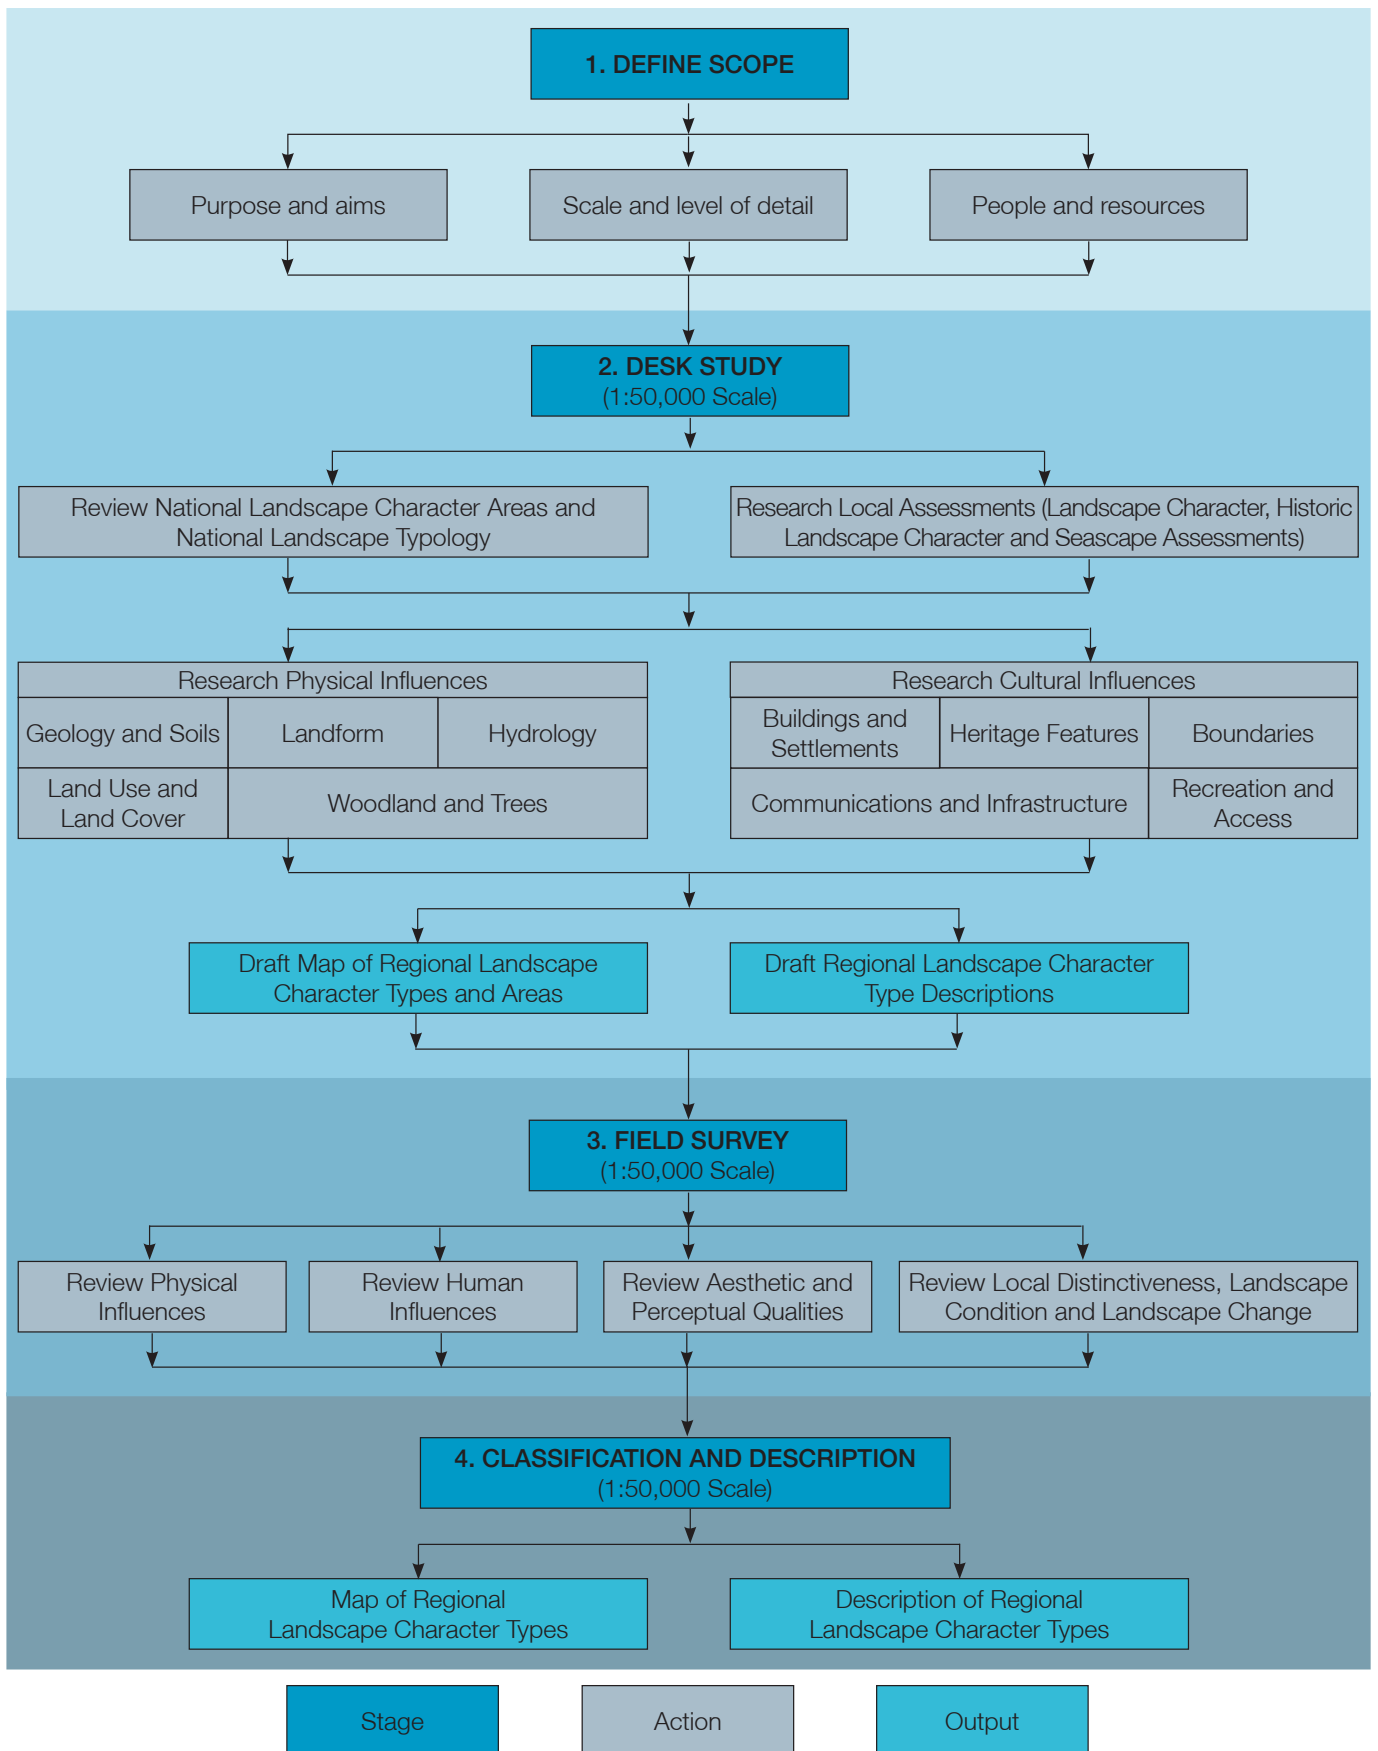 1. DEFINE SCOPE
Purpose and aims
Scale and level of detail
People and resources
2. DESK STUDY
(1:50,000 Scale)
Review National Landscape Character Areas and
National Landscape Typology
Research Local Assessments (Landscape Character, Historic
Landscape Character and Seascape Assessments)
Research Physical Influences
Geology and Soils
Landform
Hydrology
Land Use and
Land Cover
Woodland and Trees
Research Cultural Influences
Buildings and
Settlements
Heritage Features
Boundaries
Communications and Infrastructure
Recreation and
Access
Draft Map of Regional Landscape
Character Types and Areas
Draft Regional Landscape Character
Type Descriptions
3. FIELD SURVEY
(1:50,000 Scale)
Review Physical
Influences
Review Human
Influences
Review Aesthetic and
Perceptual Qualities
Review Local Distinctiveness, Landscape
Condition and Landscape Change
4. CLASSIFICATION AND DESCRIPTION
(1:50,000 Scale)
Map of Regional
Landscape Character Types
Description of Regional
Landscape Character Types
Stage
Action
Output